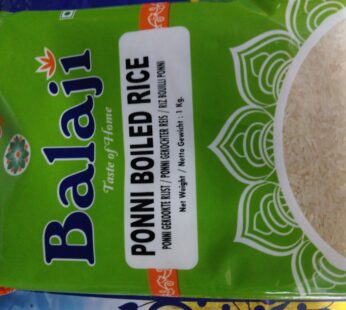 Balaji
Taste of Home
PONNI BOILED RICE
PONNI GEKOOKTE RIJST / PONNI GEKOCHTER REIS / RIZ BOUILLI PONNI
Net Weight / Netto Gewicht : 1 Kg.